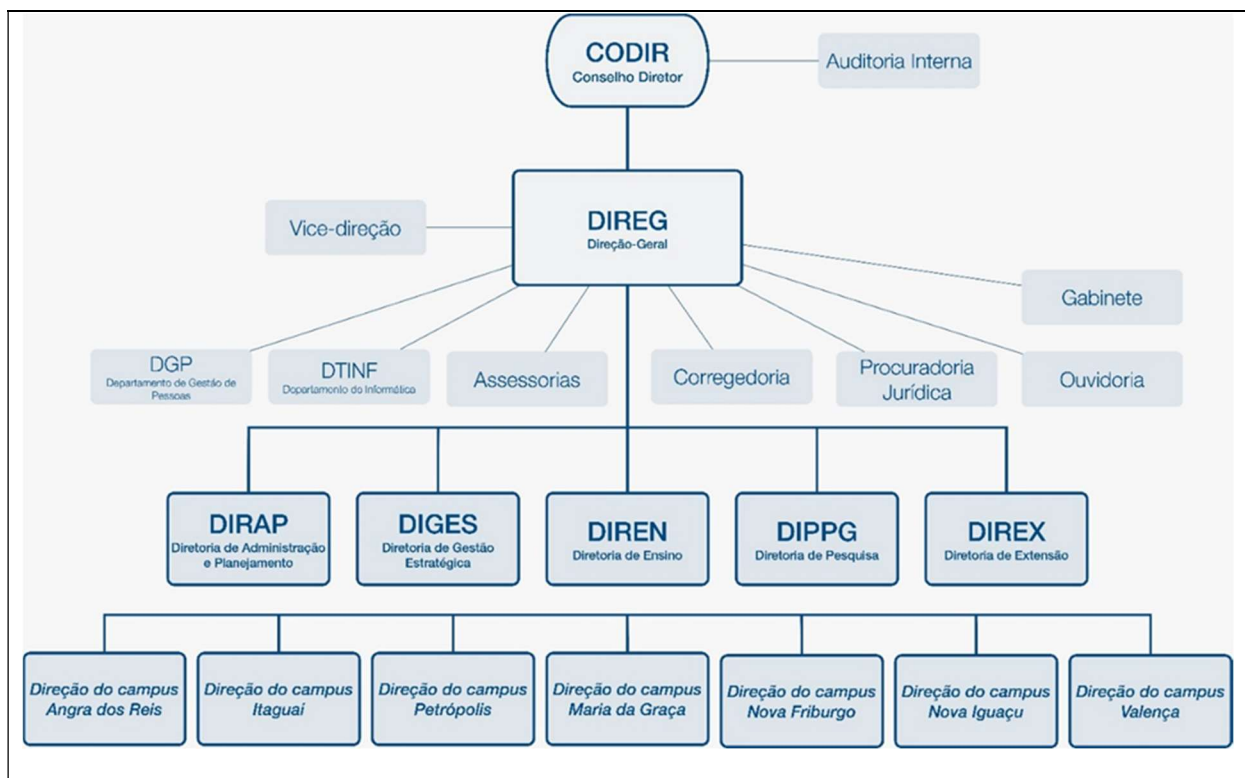 CODIR
Conselho Diretor
Auditoria Interna
Vice-direção
DIREG
Direção-Geral
Gabinete
DGP
Departamento de Gestão de
Pessoas
DTINF
Departamento de Informática
Assessorias
Corregedoria
Procuradoria
Jurídica
Ouvidoria
DIRAP
Diretoria de Administração
e Planejamento
DIGES
Diretoria de Gestão
Estratégica
DIREN
Diretoria de Ensino
DIPPG
Diretoria de Pesquisa
DIREX
Diretoria de Extensão
Direção do campus
Angra dos Reis
Direção do campus
Itaguaí
Direção do campus
Petrópolis
Direção do campus
Maria da Graça
Direção do campus
Nova Friburgo
Direção do campus
Nova Iguaçu
Direção do campus
Valença